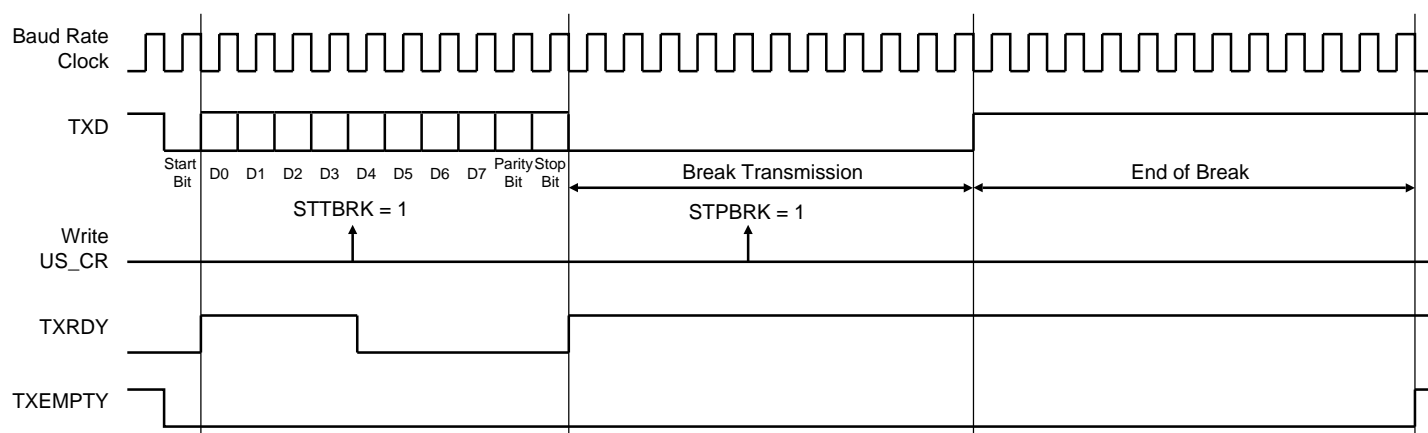 Baud Rate
Clock
TXD
Start
Bit
D0
D1
D2
D3
D4
D5
D6
D7
Parity
Bit
Stop
Bit
Break Transmission
End of Break
STTBRK = 1
STPBRK = 1
Write
US_CR
TXRDY
TXEMPTY